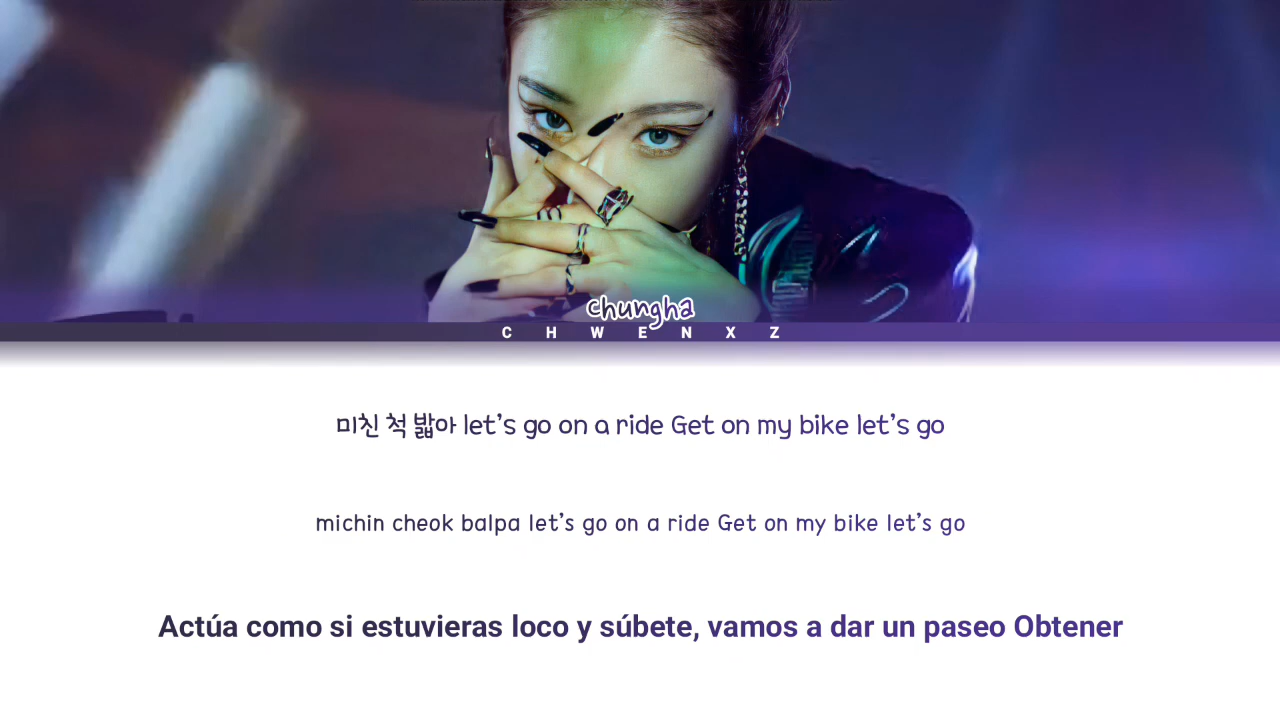 chungha
CHWENXZ
미친 척 밟아 let's go on a ride Get on my bike let's go
michin cheok balpa let's go on a ride Get on my bike let's go
Actúa como si estuvieras loco y súbete, vamos a dar un paseo Obtener